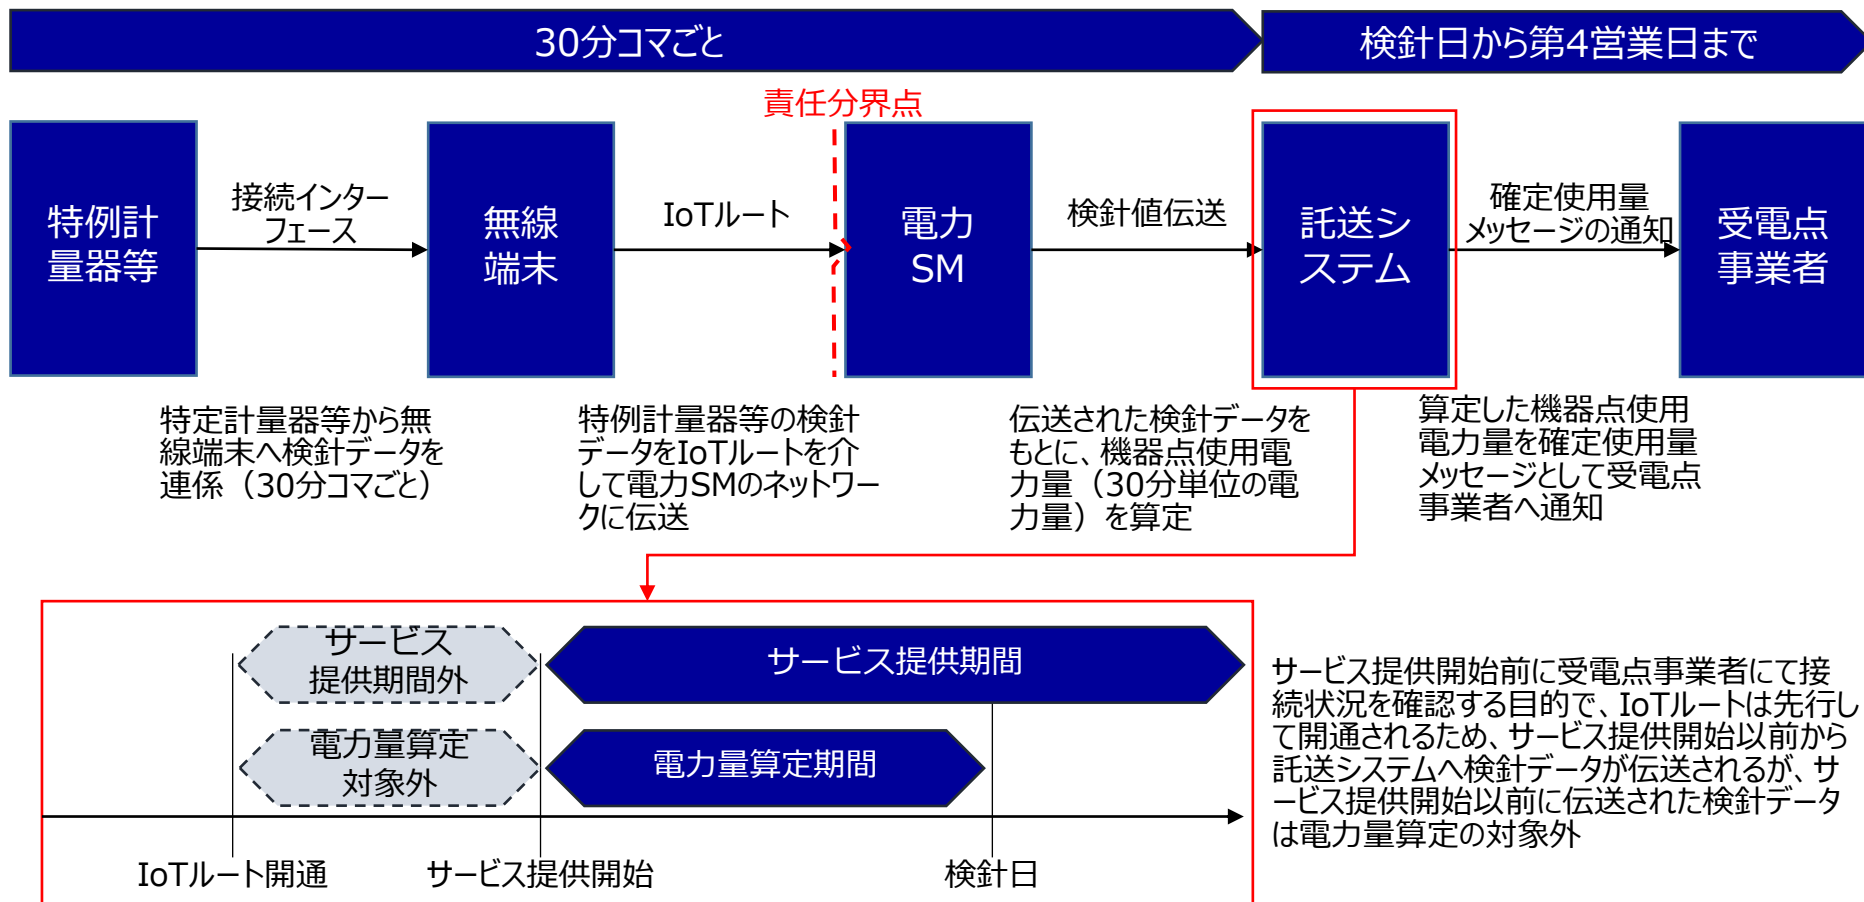 30分コマごと
検針日から第4営業日まで
責任分界点
特例計
量器等
接続インター
フェース
無線
端末
IoTルート
電力
SM
検針値伝送
託送シ
ステム
確定使用量
メッセージの通知
受電点
事業者
特定計量器等から無
線端末へ検針データを
連係（30分コマごと）
特例計量器等の検針
データをIoTルートを介
して電力SMのネットワー
クに伝送
伝送された検針データを
もとに、機器点使用電
力量（30分単位の電
力量）を算定
算定した機器点使用
電力量を確定使用量
メッセージとして受電点
事業者へ通知
サービス
提供期間外
サービス提供期間
電力量算定
対象外
電力量算定期間
IoTルート開通
サービス提供開始
検針日
サービス提供開始前に受電点事業者にて接
続状況を確認する目的で、IoTルートは先行し
て開通されるため、サービス提供開始以前から
託送システムへ検針データが伝送されるが、サ
ービス提供開始以前に伝送された検針データ
は電力量算定の対象外